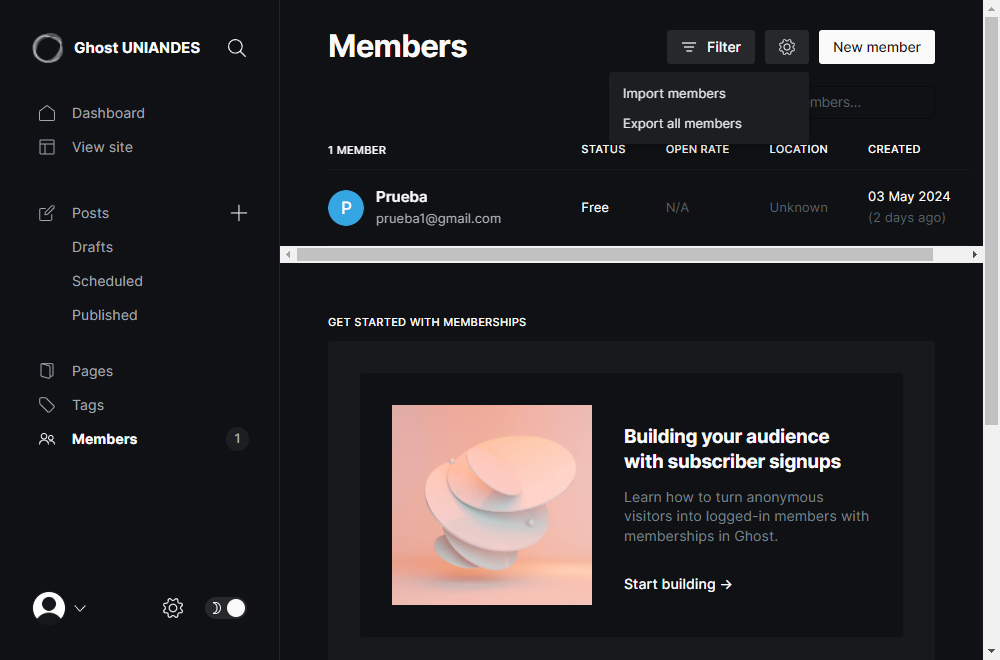 Ghost UNIANDES
Dashboard
View site
Posts
Drafts
Scheduled
Published
Pages
Tags
Members 1
Members
Filter
New member
Import members
Export all members
1 MEMBER STATUS OPEN RATE LOCATION CREATED
P
Prueba
prueba1@gmail.com
Free
N/A
Unknown
03 May 2024
(2 days ago)
GET STARTED WITH MEMBERSHIPS
Building your audience
with subscriber signups
Learn how to turn anonymous
visitors into logged-in members with
memberships in Ghost.
Start building →